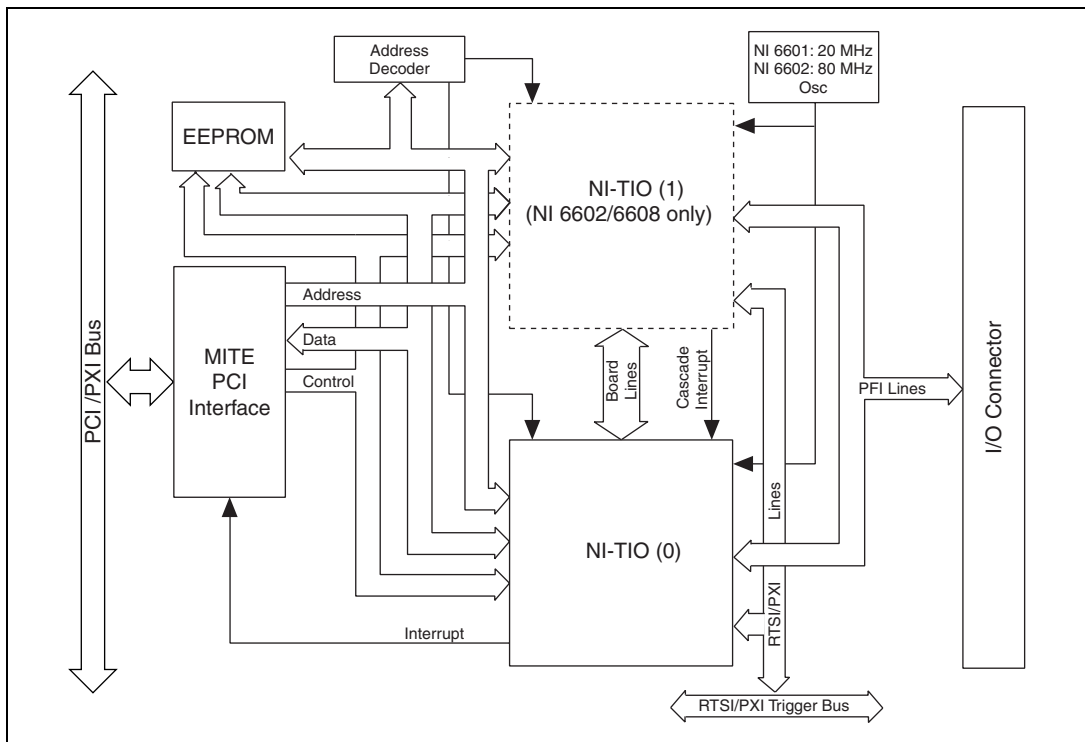 Address
Decoder
NI 6601: 20 MHz
NI 6602: 80 MHz
Osc
EEPROM
NI-TIO (1)
(NI 6602/6608 only)
PCI /PXI Bus
MITE
PCI
Interface
Address
Data
Control
Board
Lines
Cascade
Interrupt
PFI Lines
I/O Connector
Lines
NI-TIO (0)
RTSI/PXI
Interrupt
RTSI/PXI Trigger Bus